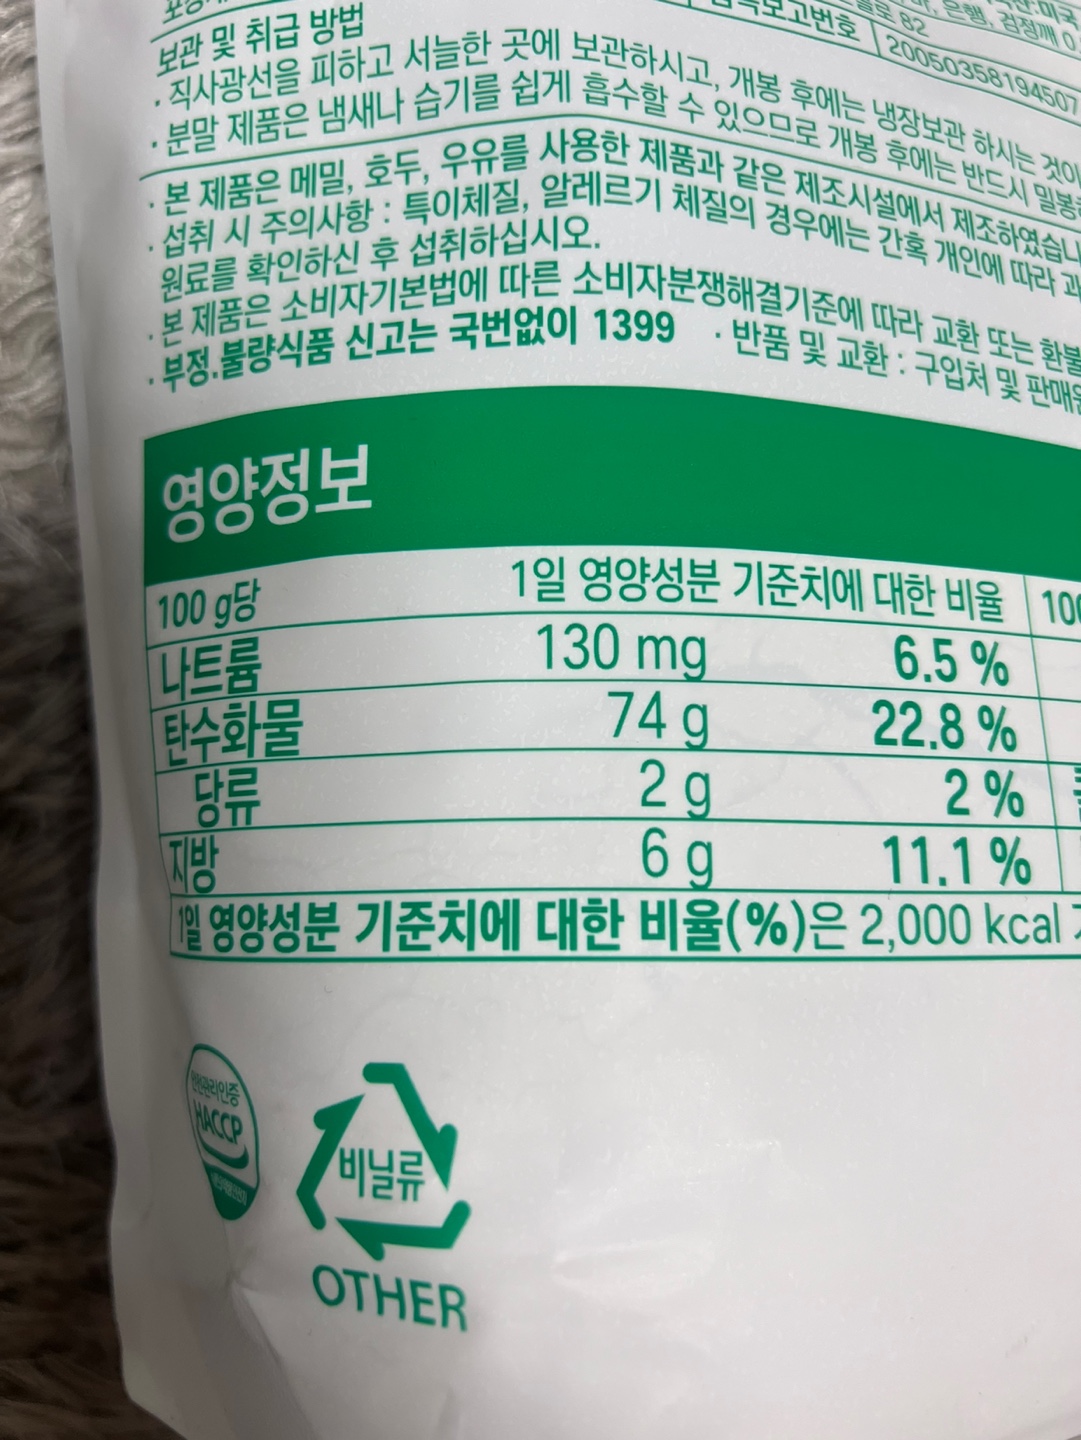 보관 및 취급 방법
고번호 20050358194507
· 직사광선을 피하고 서늘한 곳에 보관하시고, 개봉 후에는 냉장보관 하시는 것이
· 분말 제품은 냄새나 습기를 쉽게 흡수할 수 있으므로 개봉 후에는 반드시 밀봉
· 본 제품은 메밀, 호두, 우유를 사용한 제품과 같은 제조시설에서 제조하였습니
· 섭취 시 주의사항 : 특이체질, 알레르기 체질의 경우에는 간혹 개인에 따라 과
원료를 확인하신 후 섭취하십시오.
· 본 제품은 소비자기본법에 따른 소비자분쟁해결기준에 따라 교환 또는 환불
· 부정.불량식품 신고는 국번없이 1399 · 반품 및 교환 : 구입처 및 판매원
영양정보
100 g당 1일 영양성분 기준치에 대한 비율
나트륨 130 mg 6.5 %
탄수화물 74 g 22.8 %
당류 2 g 2 %
지방 6 g 11.1 %
1일 영양성분 기준치에 대한 비율(%)은 2,000 kcal
안전관리인증
HACCP
비닐류
OTHER